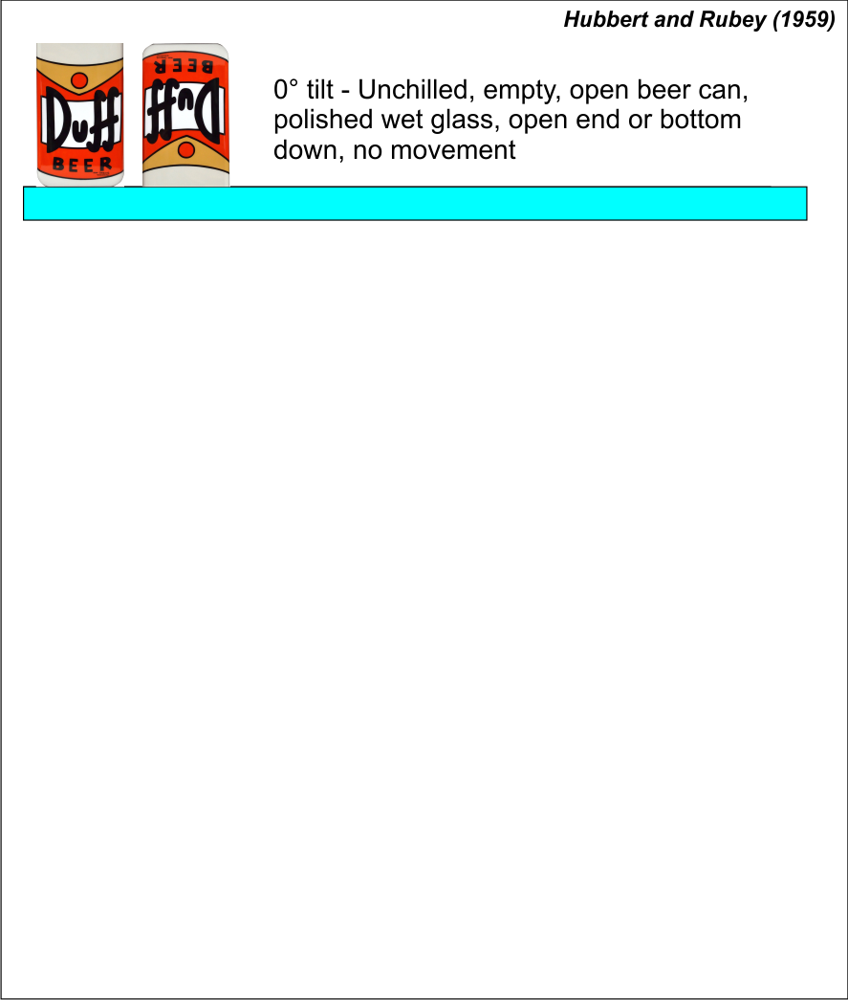 Hubbert and Rubey (1959)
Duff
BEER
BEER
Duff
0° tilt - Unchilled, empty, open beer can,
polished wet glass, open end or bottom
down, no movement